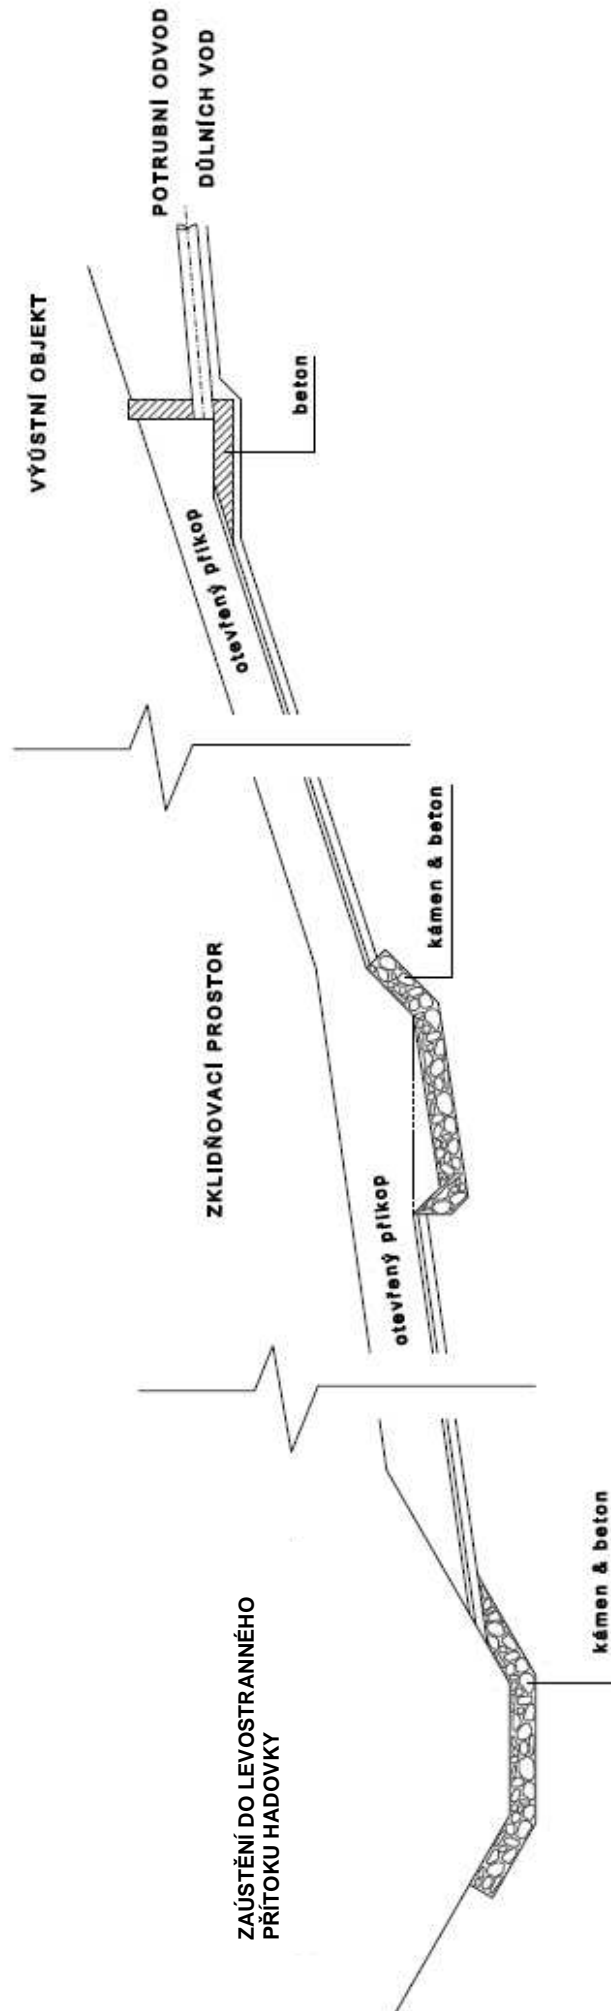 ZAÚSTĚNÍ DO LEVOSTRANNÉHO
PŘÍTOKU HADOVKY
kámen & beton
ZKLIDŇOVACÍ PROSTOR
otevřený příkop
kámen & beton
VÝÚSTNÍ OBJEKT
otevřený příkop
beton
POTRUBNÍ ODVOD
DŮLNÍCH VOD